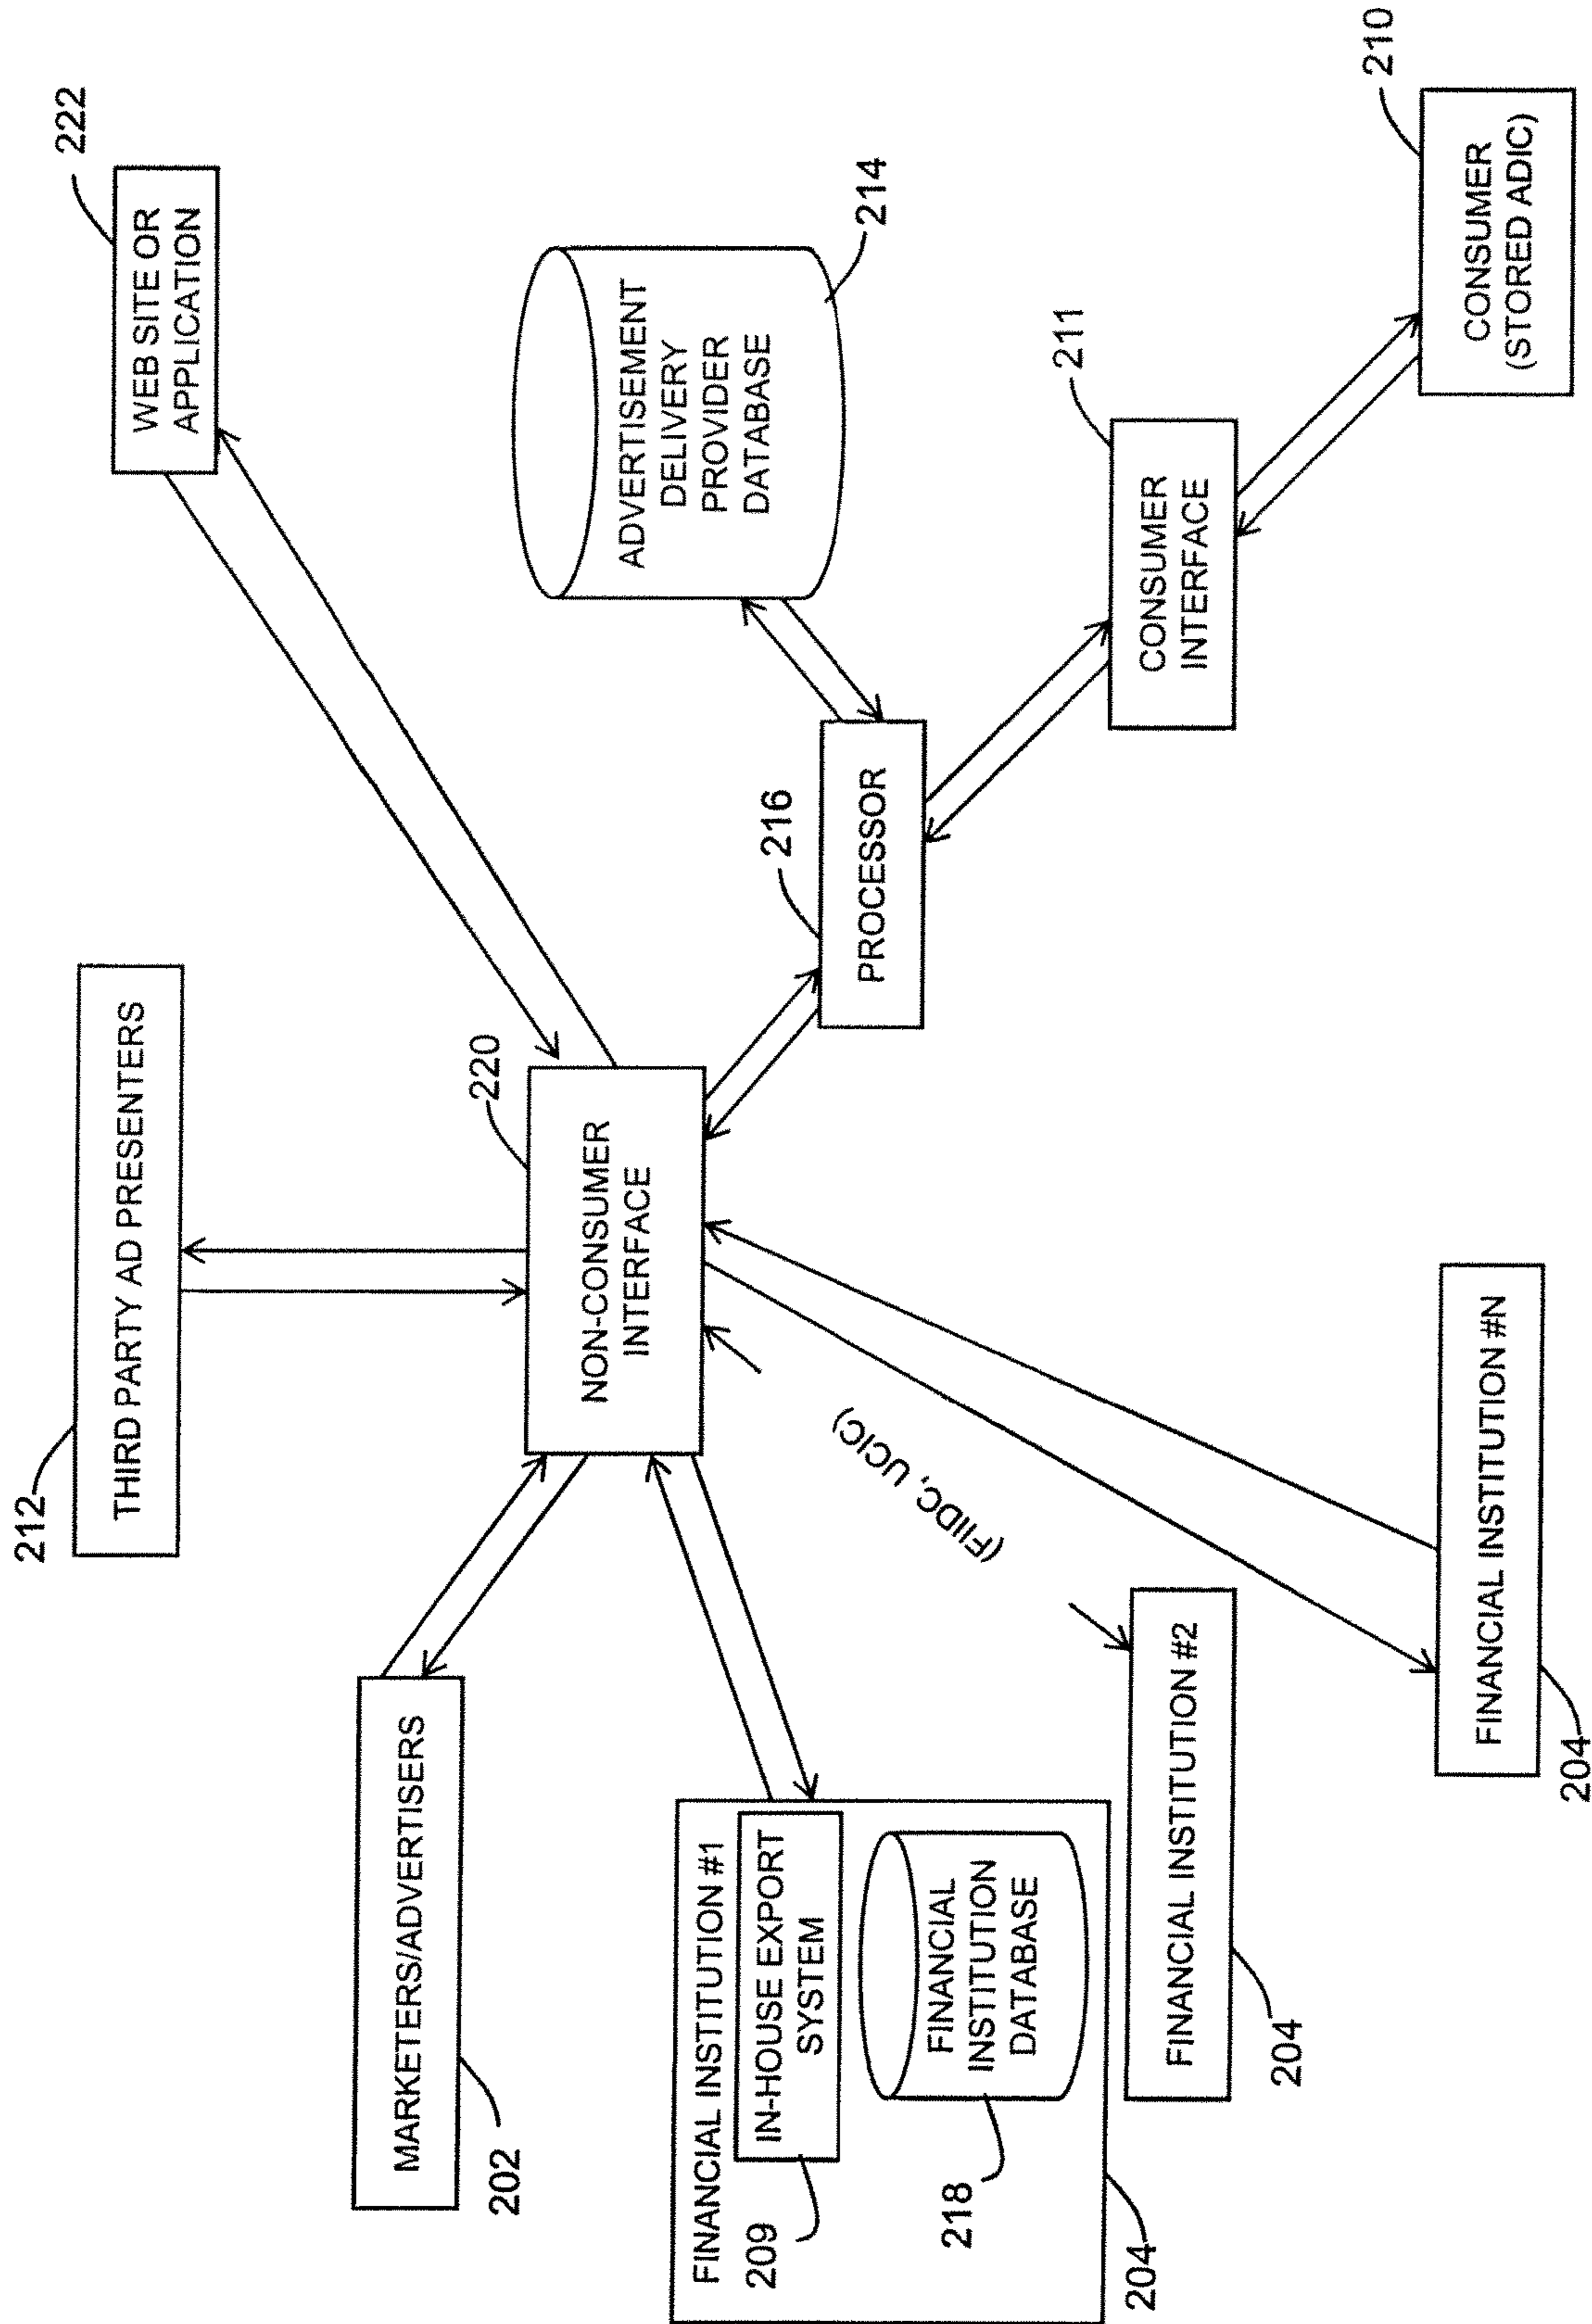 222
WEB SITE OR
APPLICATION
212
THIRD PARTY AD PRESENTERS
214
ADVERTISEMENT
DELIVERY
PROVIDER
DATABASE
220
NON-CONSUMER
INTERFACE
216
PROCESSOR
211
CONSUMER
INTERFACE
210
CONSUMER
(STORED ADIC)
MARKETERS/ADVERTISERS
202
FINANCIAL INSTITUTION #1
IN-HOUSE EXPORT
SYSTEM
209
FINANCIAL
INSTITUTION
DATABASE
218
204
(FIIDC, UCIC)
FINANCIAL INSTITUTION #2
204
FINANCIAL INSTITUTION #N
204